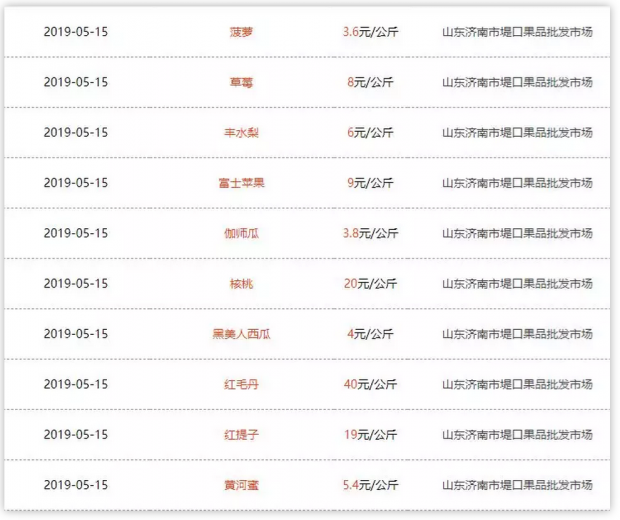 2019-05-15 菠萝 3.6元/公斤 山东济南市堤口果品批发市场
2019-05-15 草莓 8元/公斤 山东济南市堤口果品批发市场
2019-05-15 丰水梨 6元/公斤 山东济南市堤口果品批发市场
2019-05-15 富士苹果 9元/公斤 山东济南市堤口果品批发市场
2019-05-15 伽师瓜 3.8元/公斤 山东济南市堤口果品批发市场
2019-05-15 核桃 20元/公斤 山东济南市堤口果品批发市场
2019-05-15 黑美人西瓜 4元/公斤 山东济南市堤口果品批发市场
2019-05-15 红毛丹 40元/公斤 山东济南市堤口果品批发市场
2019-05-15 红提子 19元/公斤 山东济南市堤口果品批发市场
2019-05-15 黄河蜜 5.4元/公斤 山东济南市堤口果品批发市场